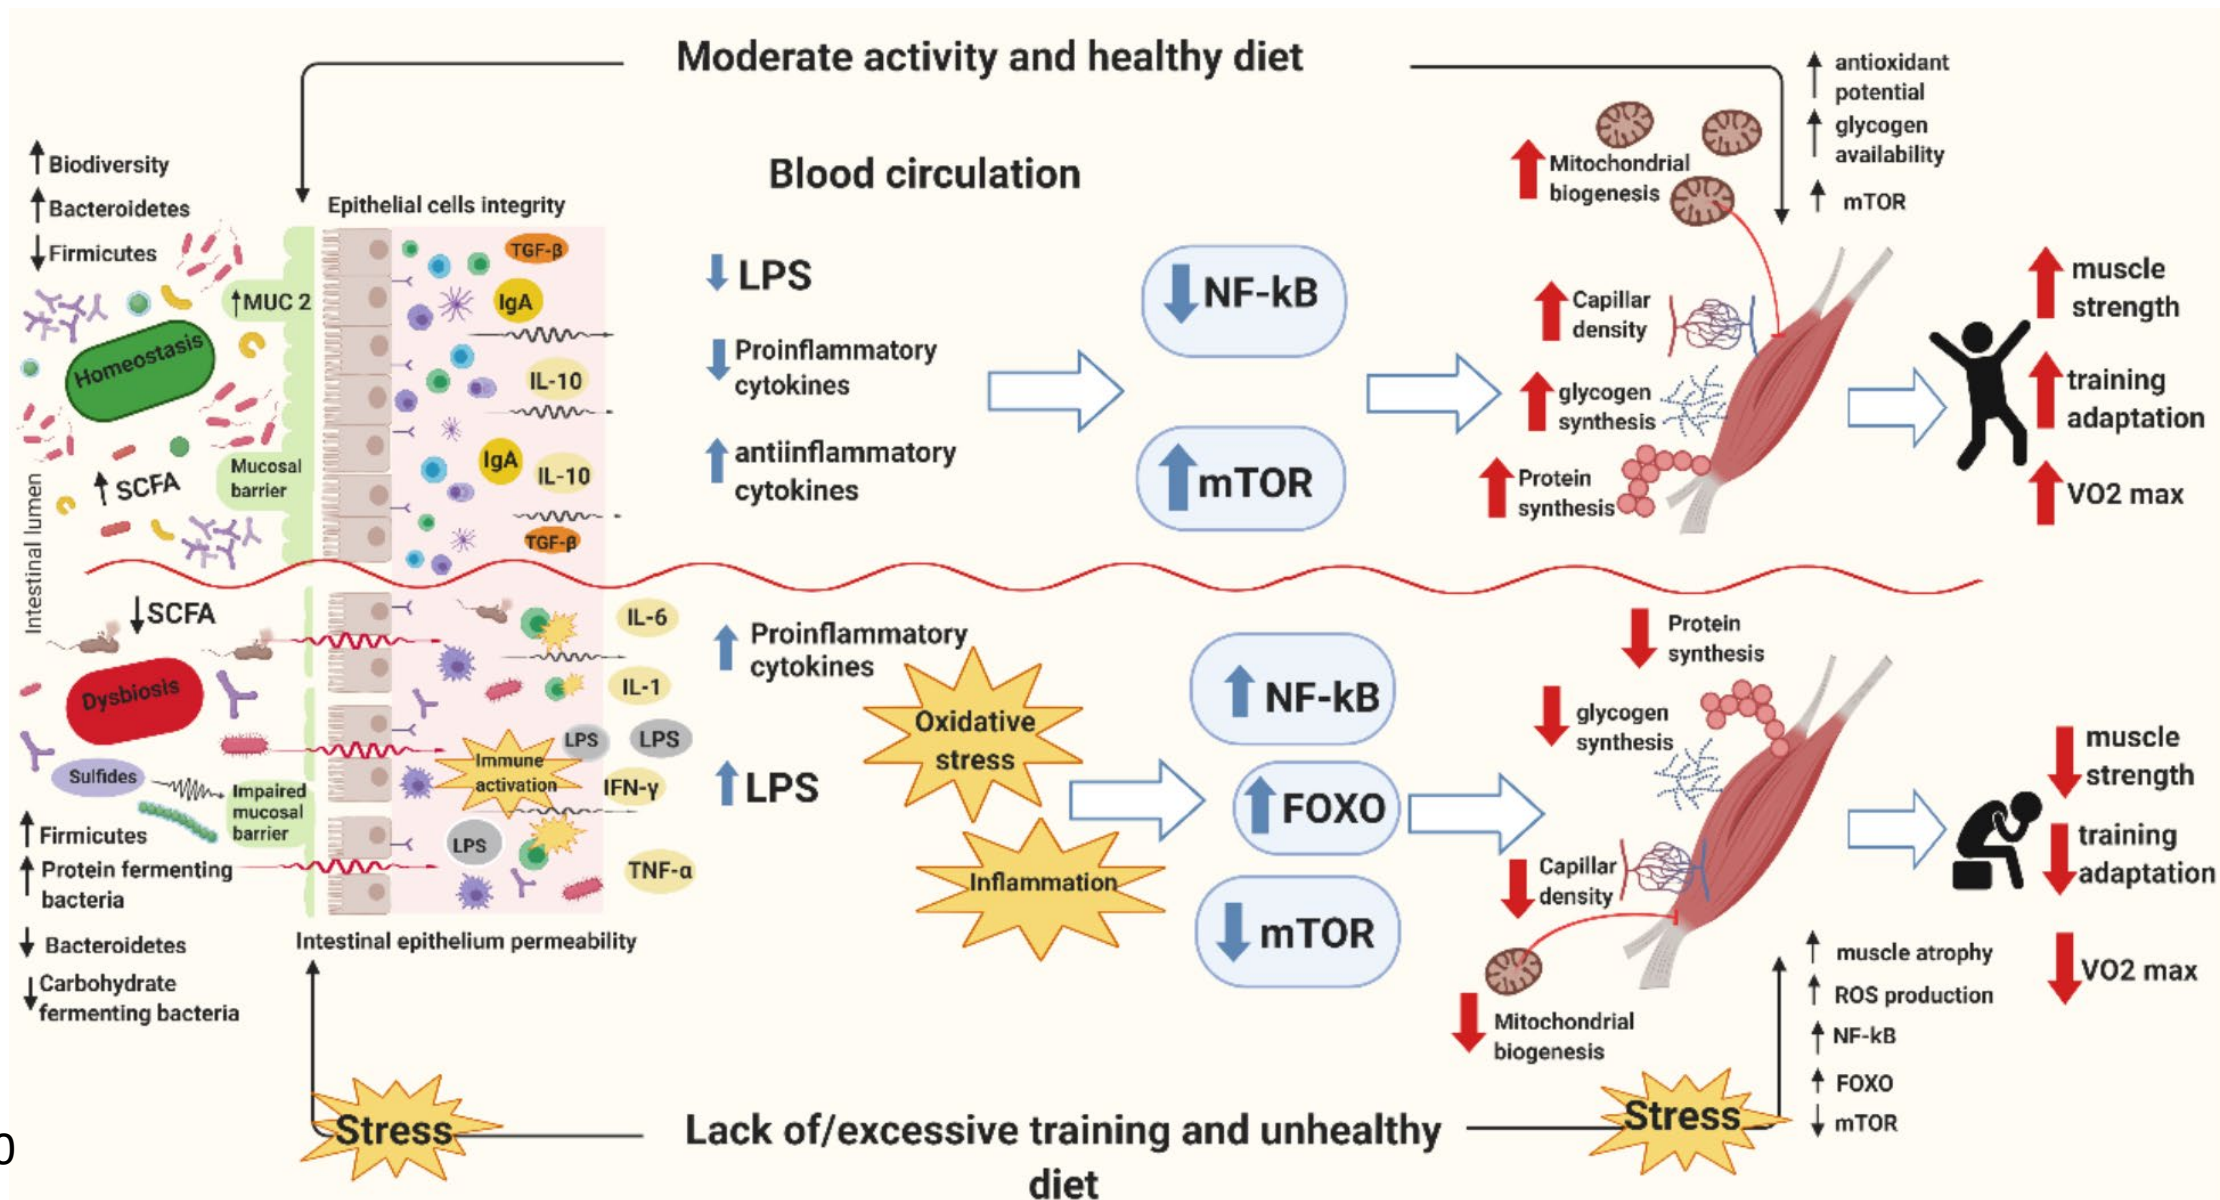 Moderate activity and healthy diet
↑ antioxidant
potential
↑ glycogen
availability
↑ mTOR
Blood circulation
↑ Biodiversity
↑ Bacteroidetes
↓ Firmicutes
Epithelial cells integrity
↑MUC 2
Homeostasis
↑ SCFA
Mucosal
barrier
Intestinal lumen
TGF-β
IgA
IL-10
IgA
IL-10
TGF-β
↓ LPS
↓ Proinflammatory
cytokines
↑ antiinflammatory
cytokines
↓ NF-kB
↑ mTOR
↑ Mitochondrial
biogenesis
↑ Capillar
density
↑ glycogen
synthesis
↑ Protein
synthesis
↑ muscle
strength
↑ training
adaptation
↑ VO2 max
↓SCFA
Dysbiosis
Sulfides
Impaired
mucosal
barrier
↑ Firmicutes
↑ Protein fermenting
bacteria
↓ Bacteroidetes
↓ Carbohydrate
fermenting bacteria
IL-6
IL-1
LPS
LPS
Immune
activation
IFN-γ
LPS
TNF-α
Intestinal epithelium permeability
↑ Proinflammatory
cytokines
↑ LPS
Oxidative
stress
Inflammation
↑ NF-kB
↑ FOXO
↓ mTOR
↓ Protein
synthesis
↓ glycogen
synthesis
↓ Capillar
density
↓ Mitochondrial
biogenesis
↓ muscle
strength
↓ training
adaptation
↓ VO2 max
↑ muscle atrophy
↑ ROS production
↑ NF-kB
↑ FOXO
↓ mTOR
Stress
Lack of/excessive training and unhealthy
diet
Stress
0